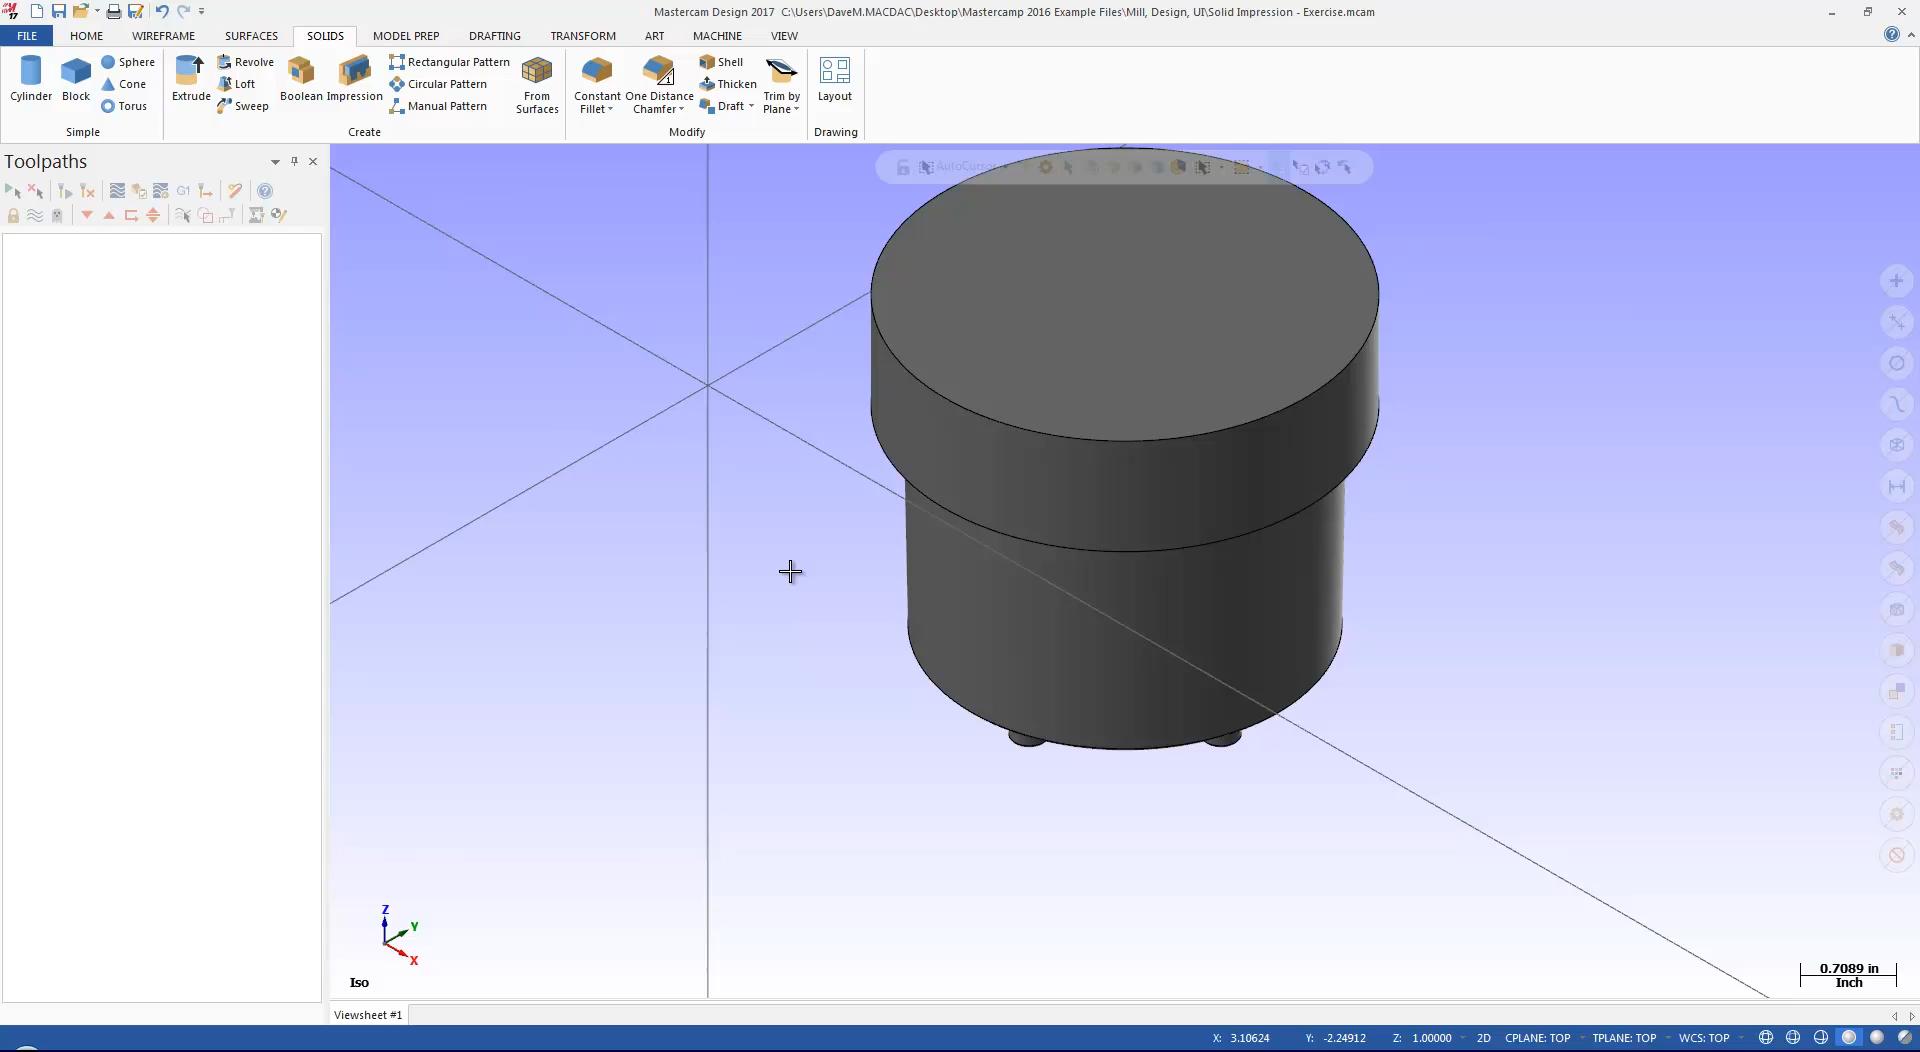 17 Mastercam Design 2017 C:\Users\DaveM.MACDAC\Desktop\Mastercamp 2016 Example Files\Mill, Design, UI\Solid Impression - Exercise.mcam
FILE HOME WIREFRAME SURFACES SOLIDS MODEL PREP DRAFTING TRANSFORM ART MACHINE VIEW
Cylinder
Block
Sphere
Cone
Torus
Simple
Extrude
Revolve
Loft
Sweep
Boolean
Impression
Rectangular Pattern
Circular Pattern
Manual Pattern
From
Surfaces
Create
Constant
Fillet
One Distance
Chamfer
1
Shell
Thicken
Draft
Trim by
Plane
Modify
Layout
Drawing
Toolpaths
G1
AutoCursor
Z
Y
X
Iso
0.7089 in
Inch
Viewsheet #1
X: 3.10624 Y: -2.24912 Z: 1.00000 2D CPLANE: TOP TPLANE: TOP WCS: TOP